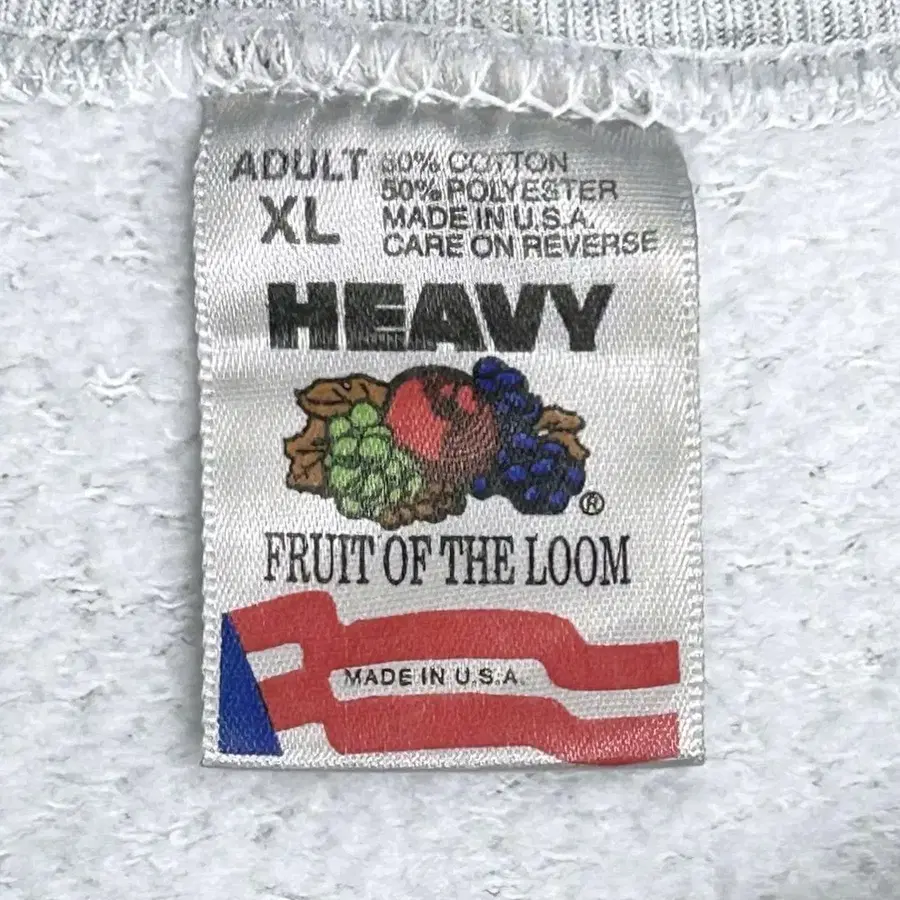 ADULT
XL
50% COTTON
50% POLYESTER
MADE IN U.S.A.
CARE ON REVERSE
HEAVY
®
FRUIT OF THE LOOM
MADE IN U.S.A.